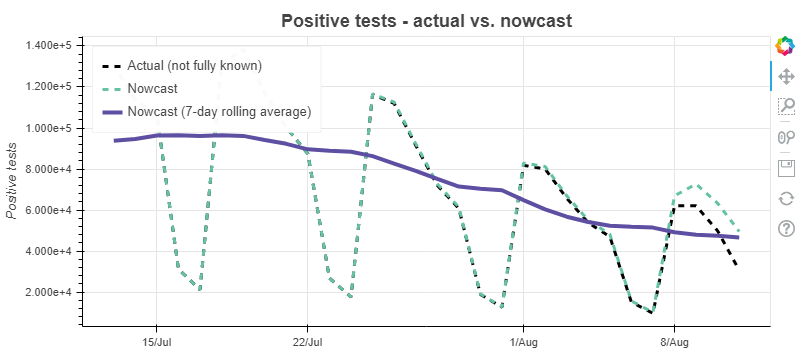 Positive tests - actual vs. nowcast
1.400e+5
1.200e+5
1.000e+5
8.000e+4
6.000e+4
4.000e+4
2.000e+4
Positive tests
Actual (not fully known)
Nowcast
Nowcast (7-day rolling average)
15/Jul
22/Jul
1/Aug
8/Aug